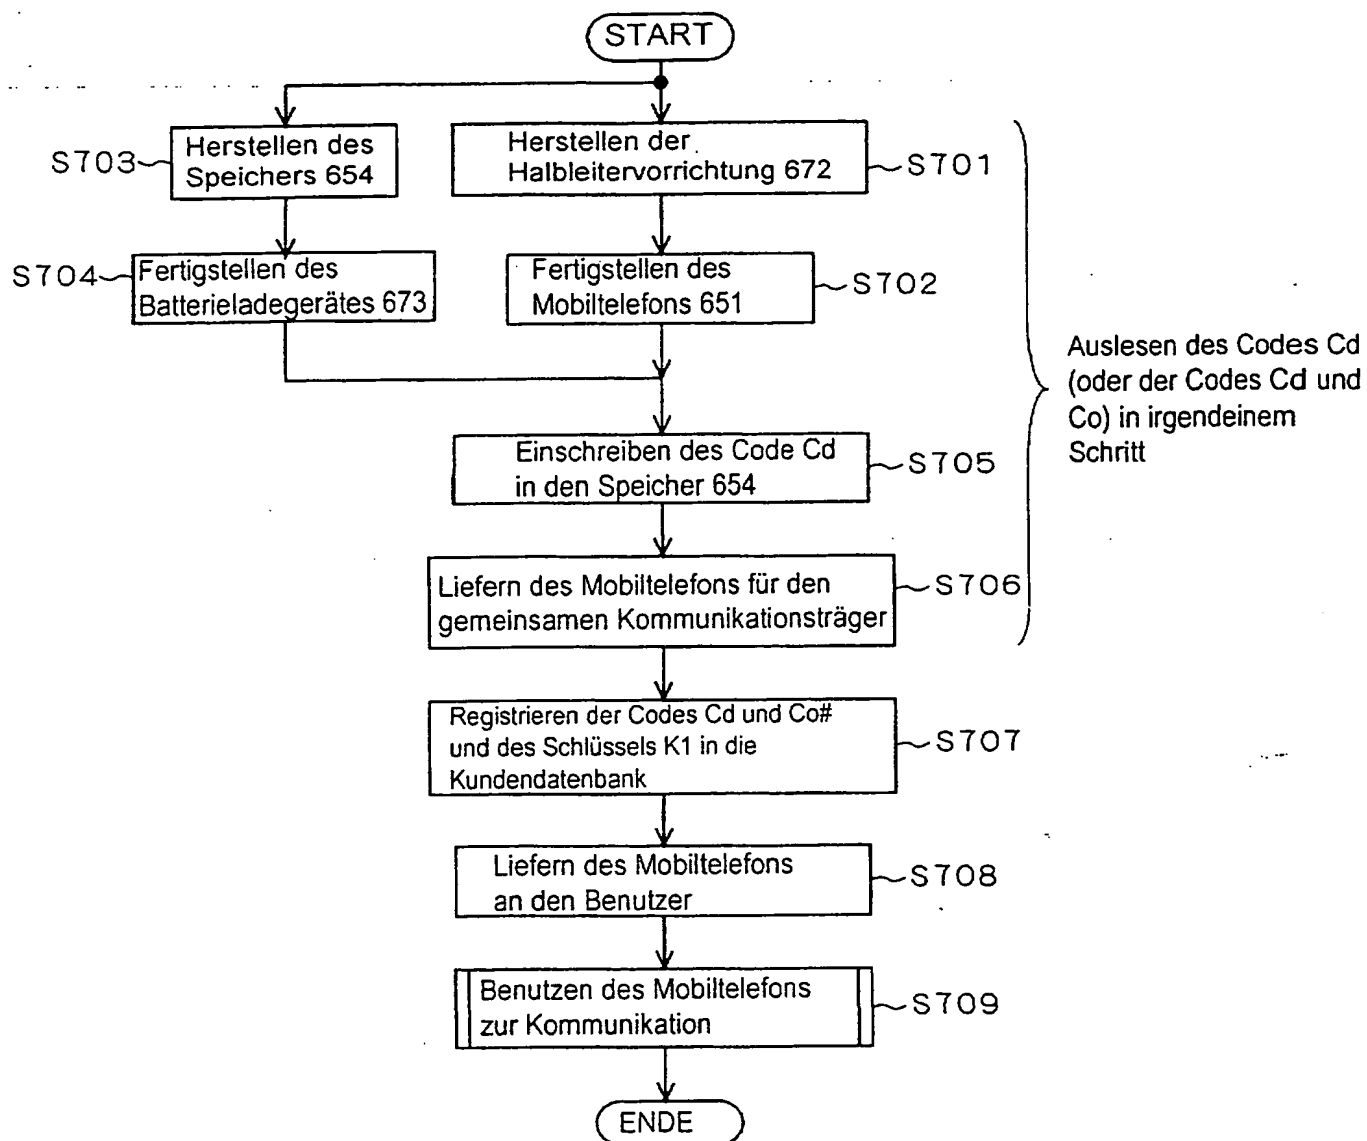 START
S703
Herstellen des
Speichers 654
Herstellen der
Halbleitervorrichtung 672
S701
S704
Fertigstellen des
Batterieladegerätes 673
Fertigstellen des
Mobiltelefons 651
S702
Auslesen des Codes Cd
(oder der Codes Cd und
Co) in irgendeinem
Schritt
Einschreiben des Code Cd
in den Speicher 654
S705
Liefern des Mobiltelefons für den
gemeinsamen Kommunikationsträger
S706
Registrieren der Codes Cd und Co#
und des Schlüssels K1 in die
Kundendatenbank
S707
Liefern des Mobiltelefons
an den Benutzer
S708
Benutzen des Mobiltelefons
zur Kommunikation
S709
ENDE